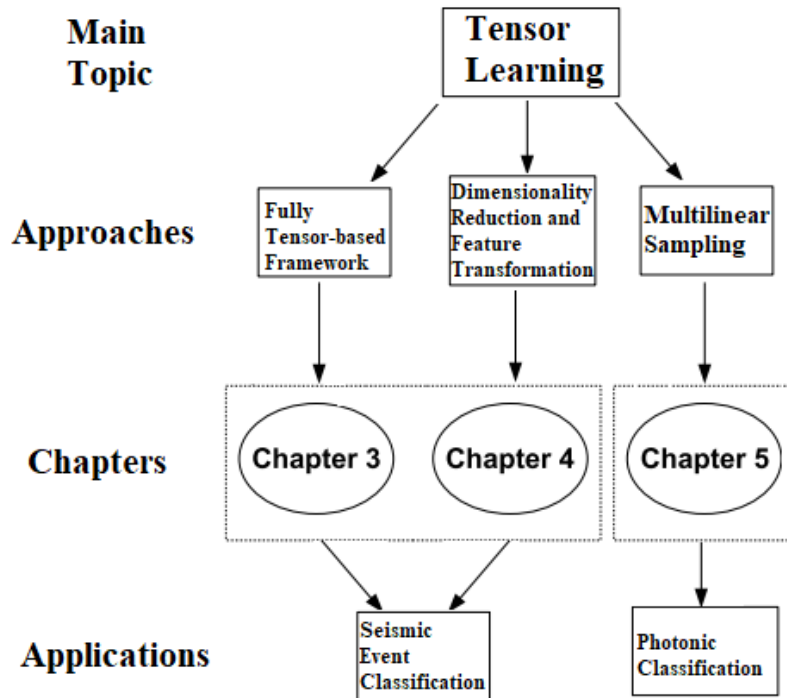 Main
Topic
Tensor
Learning
Approaches
Fully
Tensor-based
Framework
Dimensionality
Reduction and
Feature
Transformation
Multilinear
Sampling
Chapters
Chapter 3
Chapter 4
Chapter 5
Applications
Seismic
Event
Classification
Photonic
Classification